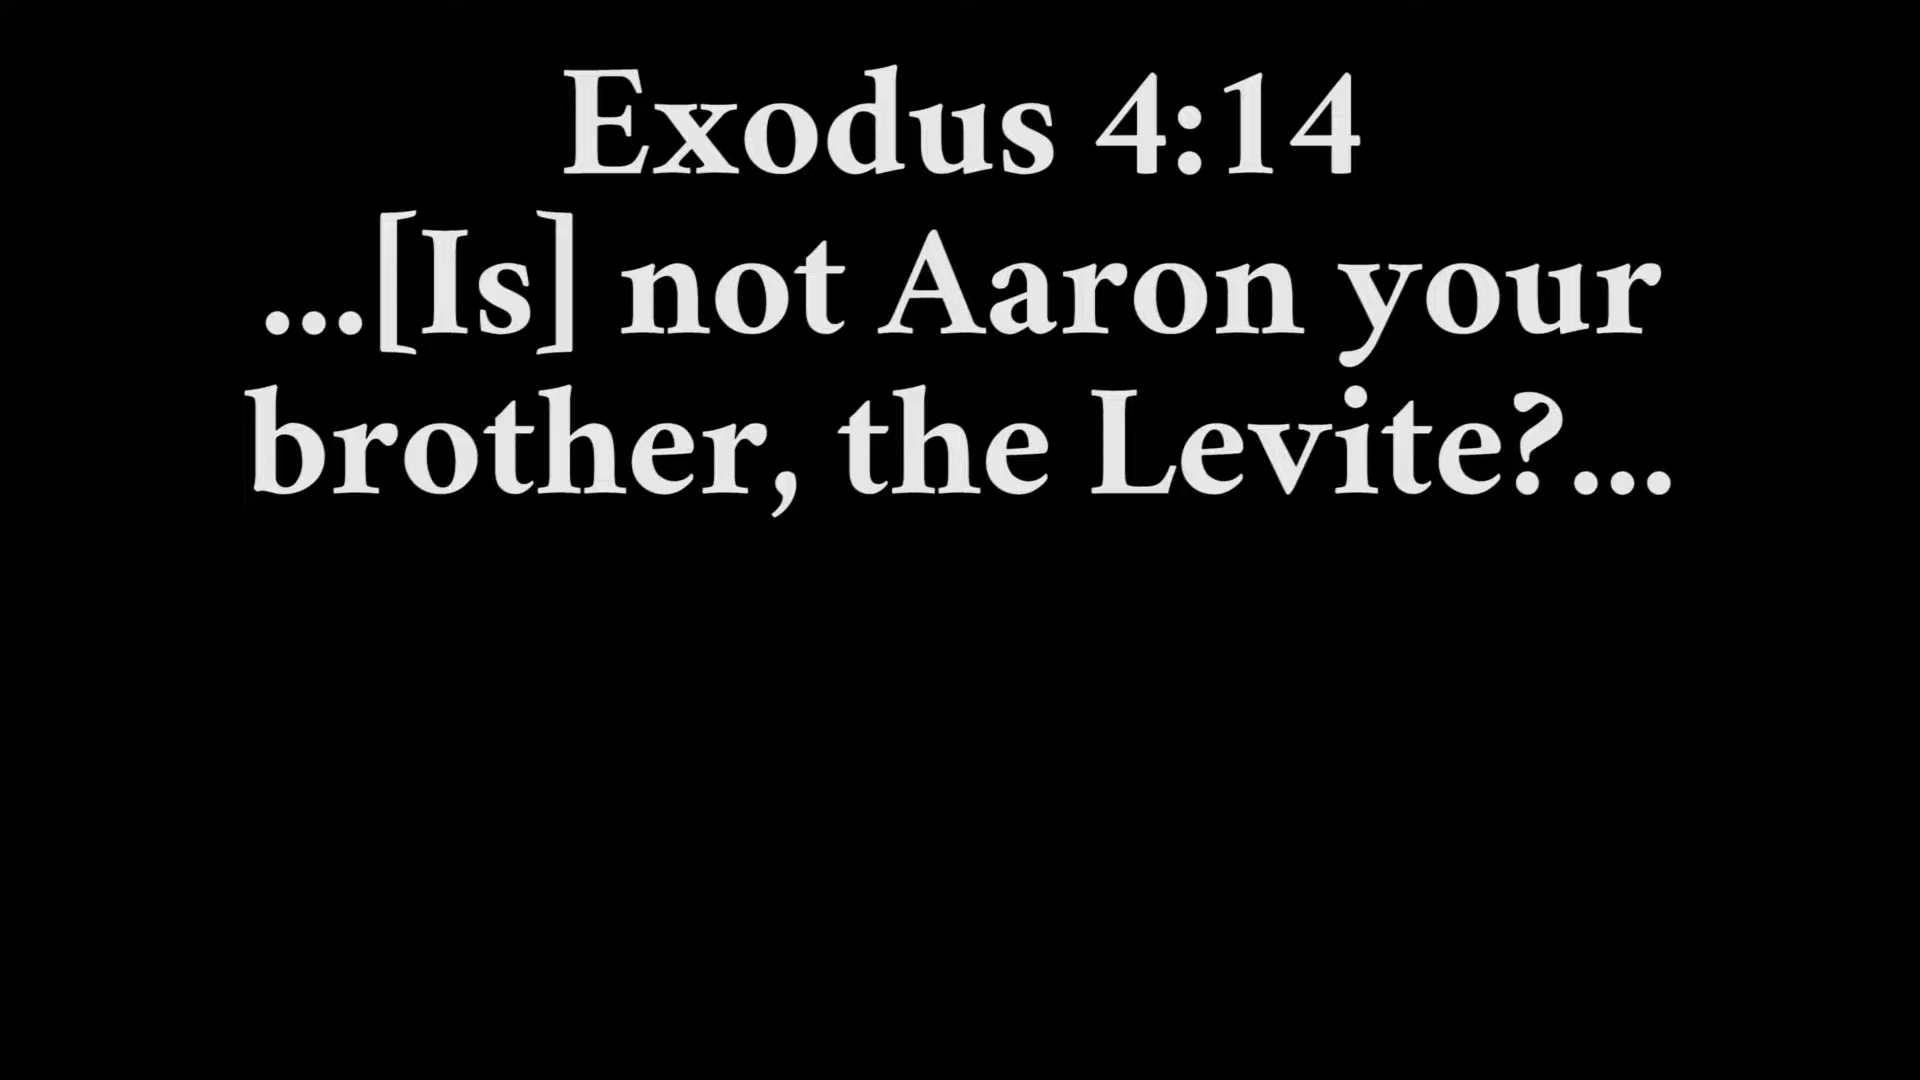 Exodus 4:14
...[Is] not Aaron your
brother, the Levite?...